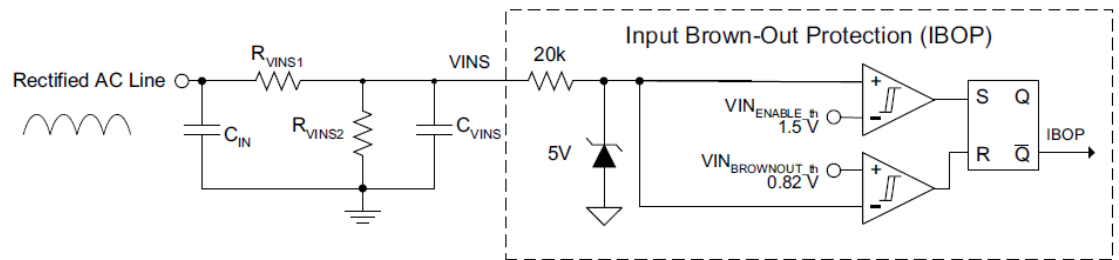 Input Brown-Out Protection (IBOP)
Rectified AC Line
RVINS1
VINS
20k
CIN
RVINS2
CVINS
5V
VINENABLE_th
1.5 V
VINBROWNOUT_th
0.82 V
+
-
+
-
S Q
R Q̅
IBOP